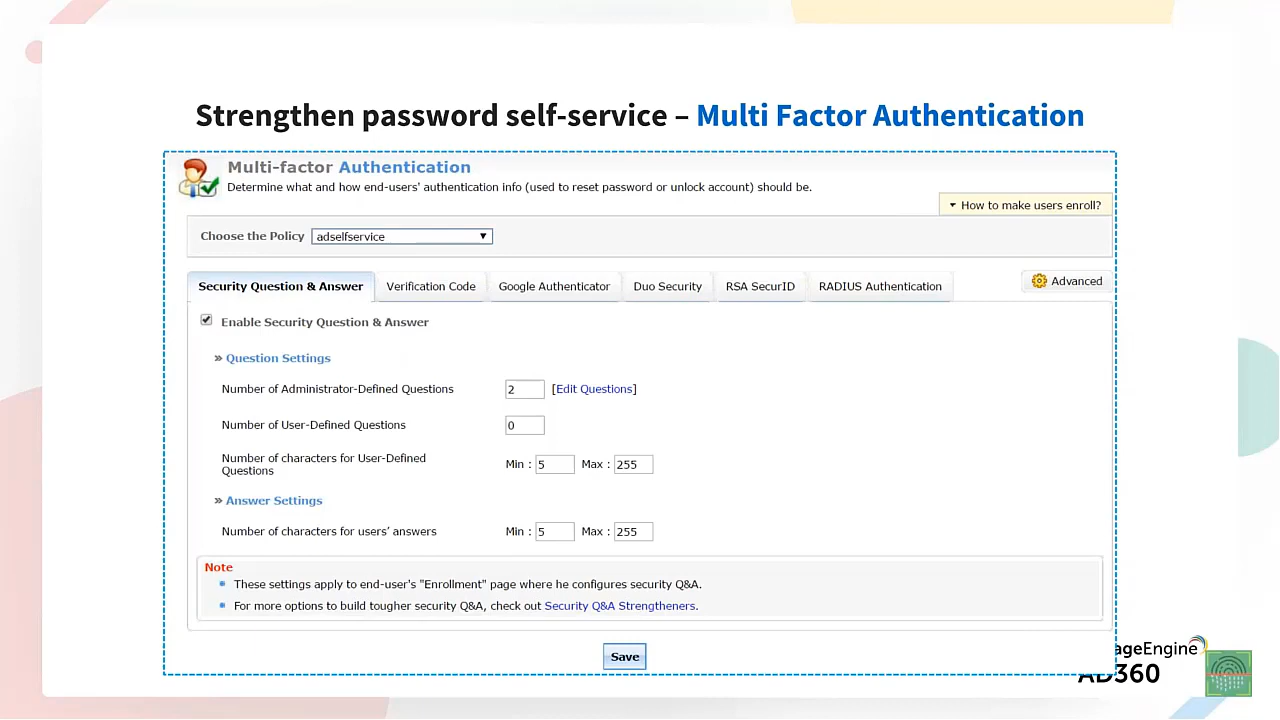 Strengthen password self-service – Multi Factor Authentication
Multi-factor Authentication
Determine what and how end-users' authentication info (used to reset password or unlock account) should be.
How to make users enroll?
Choose the Policy adselfservice
Security Question & Answer Verification Code Google Authenticator Duo Security RSA SecurID RADIUS Authentication Advanced
Enable Security Question & Answer
» Question Settings
Number of Administrator-Defined Questions 2 [Edit Questions]
Number of User-Defined Questions 0
Number of characters for User-Defined
Questions Min : 5 Max : 255
» Answer Settings
Number of characters for users’ answers Min : 5 Max : 255
Note
These settings apply to end-user's "Enrollment" page where he configures security Q&A.
For more options to build tougher security Q&A, check out Security Q&A Strengtheners.
Save
ageEngine
AD360